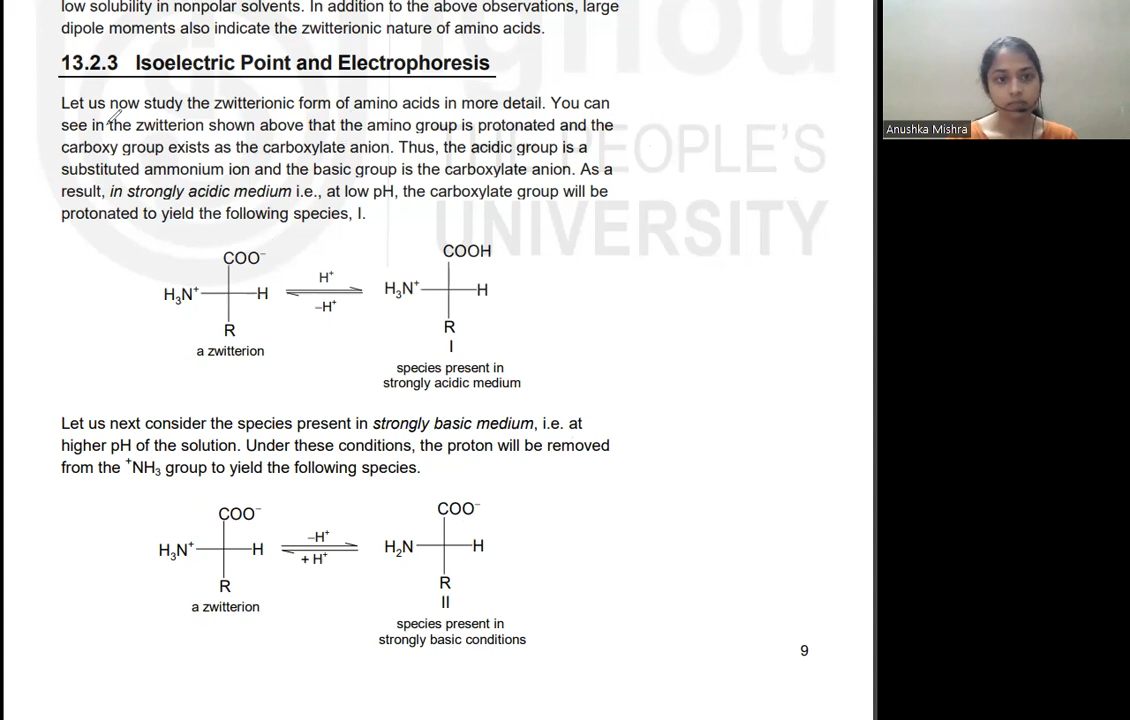 low solubility in nonpolar solvents. In addition to the above observations, large
dipole moments also indicate the zwitterionic nature of amino acids.
13.2.3 Isoelectric Point and Electrophoresis
Let us now study the zwitterionic form of amino acids in more detail. You can
see in the zwitterion shown above that the amino group is protonated and the
carboxy group exists as the carboxylate anion. Thus, the acidic group is a
substituted ammonium ion and the basic group is the carboxylate anion. As a
result, in strongly acidic medium i.e., at low pH, the carboxylate group will be
protonated to yield the following species, I.
COO⁻
H₃N⁺
H
R
a zwitterion
H⁺
–H⁺
COOH
H₃N⁺
H
R
I
species present in
strongly acidic medium
Let us next consider the species present in strongly basic medium, i.e. at
higher pH of the solution. Under these conditions, the proton will be removed
from the ⁺NH₃ group to yield the following species.
COO⁻
H₃N⁺
H
R
a zwitterion
–H⁺
+ H⁺
COO⁻
H₂N
H
R
II
species present in
strongly basic conditions
9
ignou
THE PEOPLE'S
UNIVERSITY
Anushka Mishra